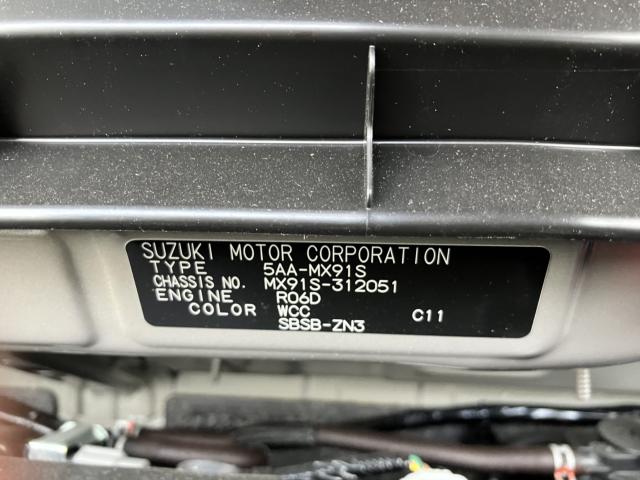 SUZUKI MOTOR CORPORATION
TYPE 5AA-MX91S
CHASSIS NO. MX91S-312051
ENGINE R06D
COLOR WCC C11
SBSB-ZN3